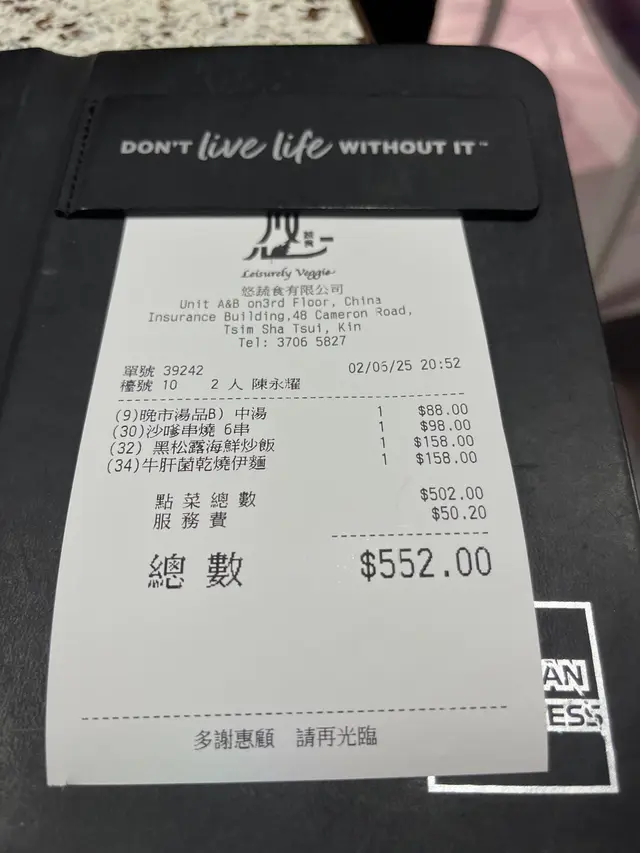 DON'T live life WITHOUT IT™
蔬食
Leisurely Veggie
悠蔬食有限公司
Unit A&B on3rd Floor, China
Insurance Building,48 Cameron Road,
Tsim Sha Tsui, Kin
Tel: 3706 5827
單號 39242 02/06/25 20:52
檯號 10 2 人 陳永耀
(9)晚市湯品B) 中湯 1 $88.00
(30)沙嗲串燒 6串 1 $98.00
(32) 黑松露海鮮炒飯 1 $158.00
(34)牛肝菌乾燒伊麵 1 $158.00
點菜總數 $502.00
服務費 $50.20
總數 $552.00
多謝惠顧 請再光臨
AN
ESS